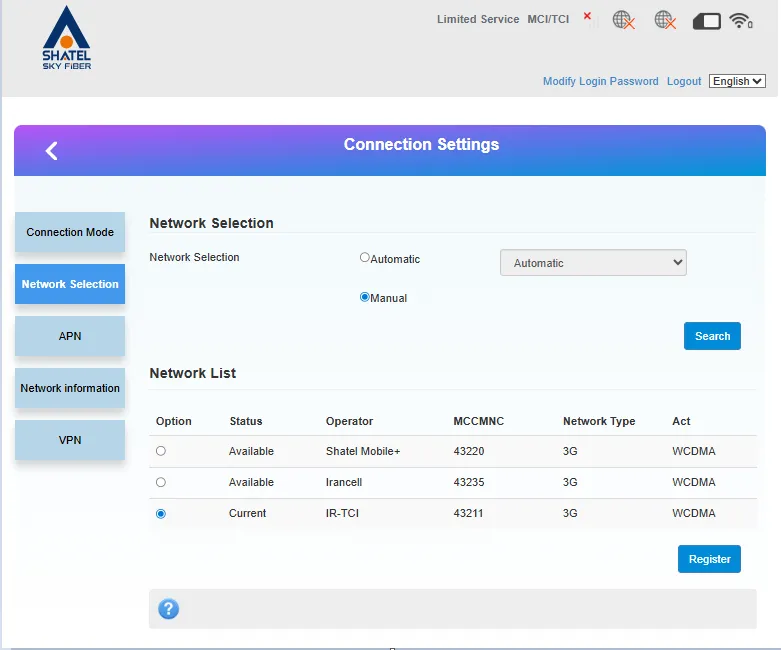 Limited Service MCI/TCI
SHATEL
SKY FiBER
Modify Login Password Logout English
Connection Settings
Connection Mode
Network Selection
APN
Network information
VPN
Network Selection
Network Selection
Automatic
Automatic
Manual
Search
Network List
Option Status Operator MCCMNC Network Type Act
Available Shatel Mobile+ 43220 3G WCDMA
Available Irancell 43235 3G WCDMA
Current IR-TCI 43211 3G WCDMA
Register
?